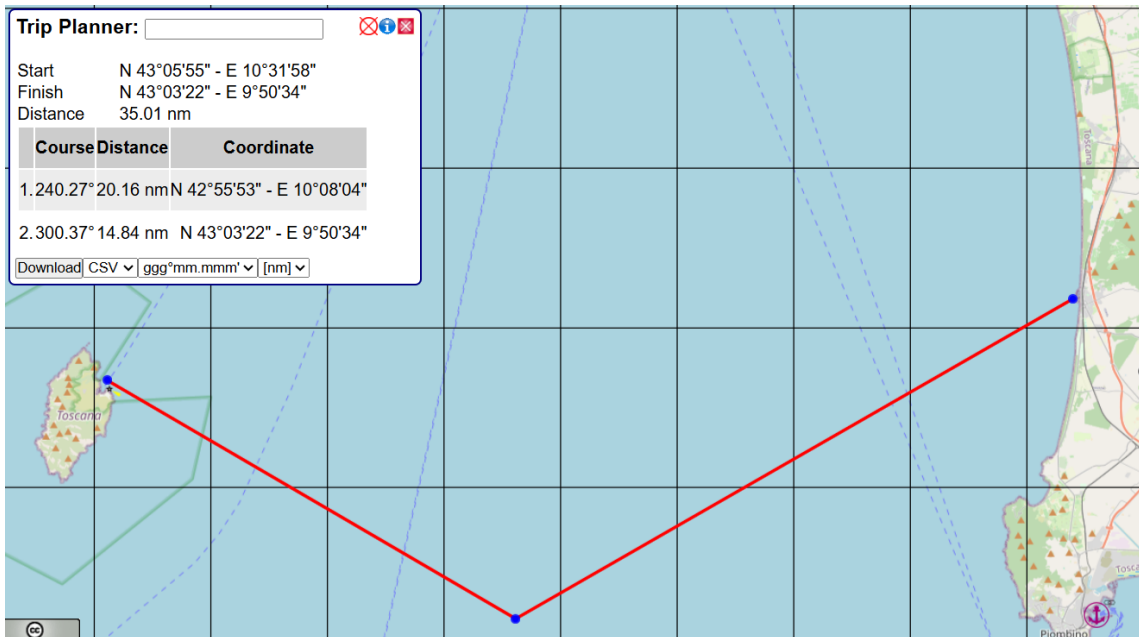 Trip Planner:
Start N 43°05'55" - E 10°31'58"
Finish N 43°03'22" - E 9°50'34"
Distance 35.01 nm
Course Distance Coordinate
1. 240.27° 20.16 nm N 42°55'53" - E 10°08'04"
2. 300.37° 14.84 nm N 43°03'22" - E 9°50'34"
Download CSV ggg°mm.mmm' [nm]
Toscana
Toscana
Tosca
Piombino
cc